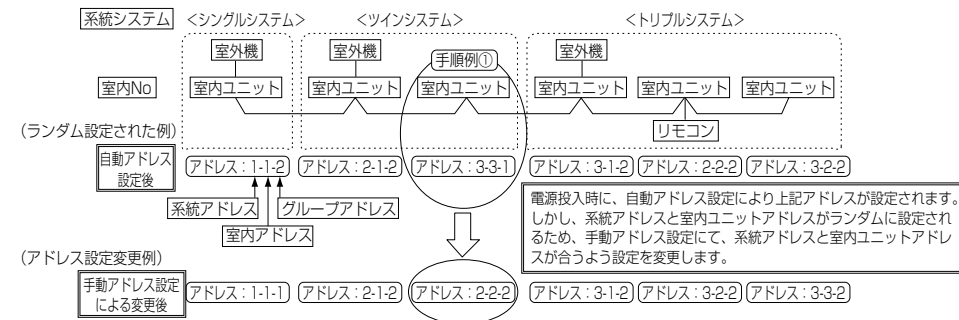 系統システム
<シングルシステム>
<ツインシステム>
<トリプルシステム>
室外機
室外機
手順例①
室外機
室内No
室内ユニット
室内ユニット
室内ユニット
室内ユニット
室内ユニット
室内ユニット
リモコン
(ランダム設定された例)
自動アドレス
設定後
アドレス:1-1-2
アドレス:2-1-2
アドレス:3-3-1
アドレス:3-1-2
アドレス:2-2-2
アドレス:3-2-2
系統アドレス
グループアドレス
室内アドレス
電源投入時に、自動アドレス設定により上記アドレスが設定されます。
しかし、系統アドレスと室内ユニットアドレスがランダムに設定され
るため、手動アドレス設定にて、系統アドレスと室内ユニットアドレ
スが合うよう設定を変更します。
(アドレス設定変更例)
手動アドレス設定
による変更後
アドレス:1-1-1
アドレス:2-1-2
アドレス:2-2-2
アドレス:3-1-2
アドレス:3-2-2
アドレス:3-3-2